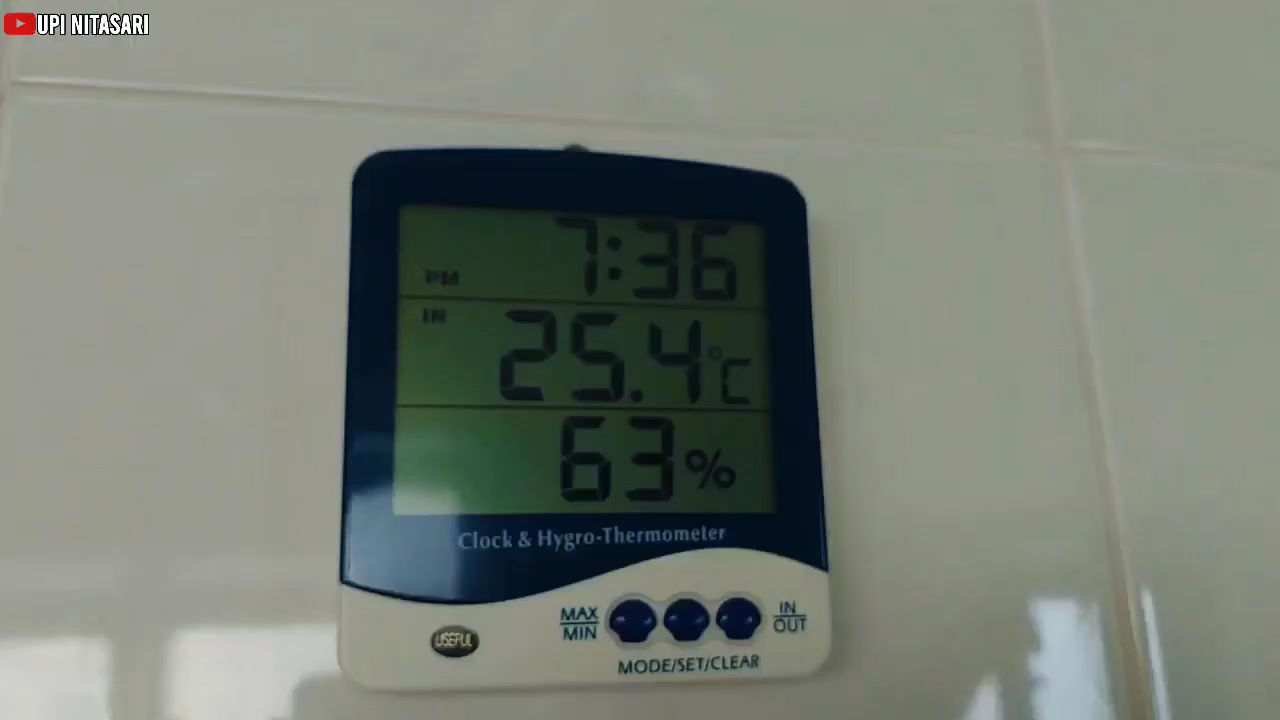 UPI NITASARI
PM 7:36
IN 25.4°C
63%
Clock & Hygro-Thermometer
MAX
MIN
IN
OUT
USEFUL
MODE/SET/CLEAR